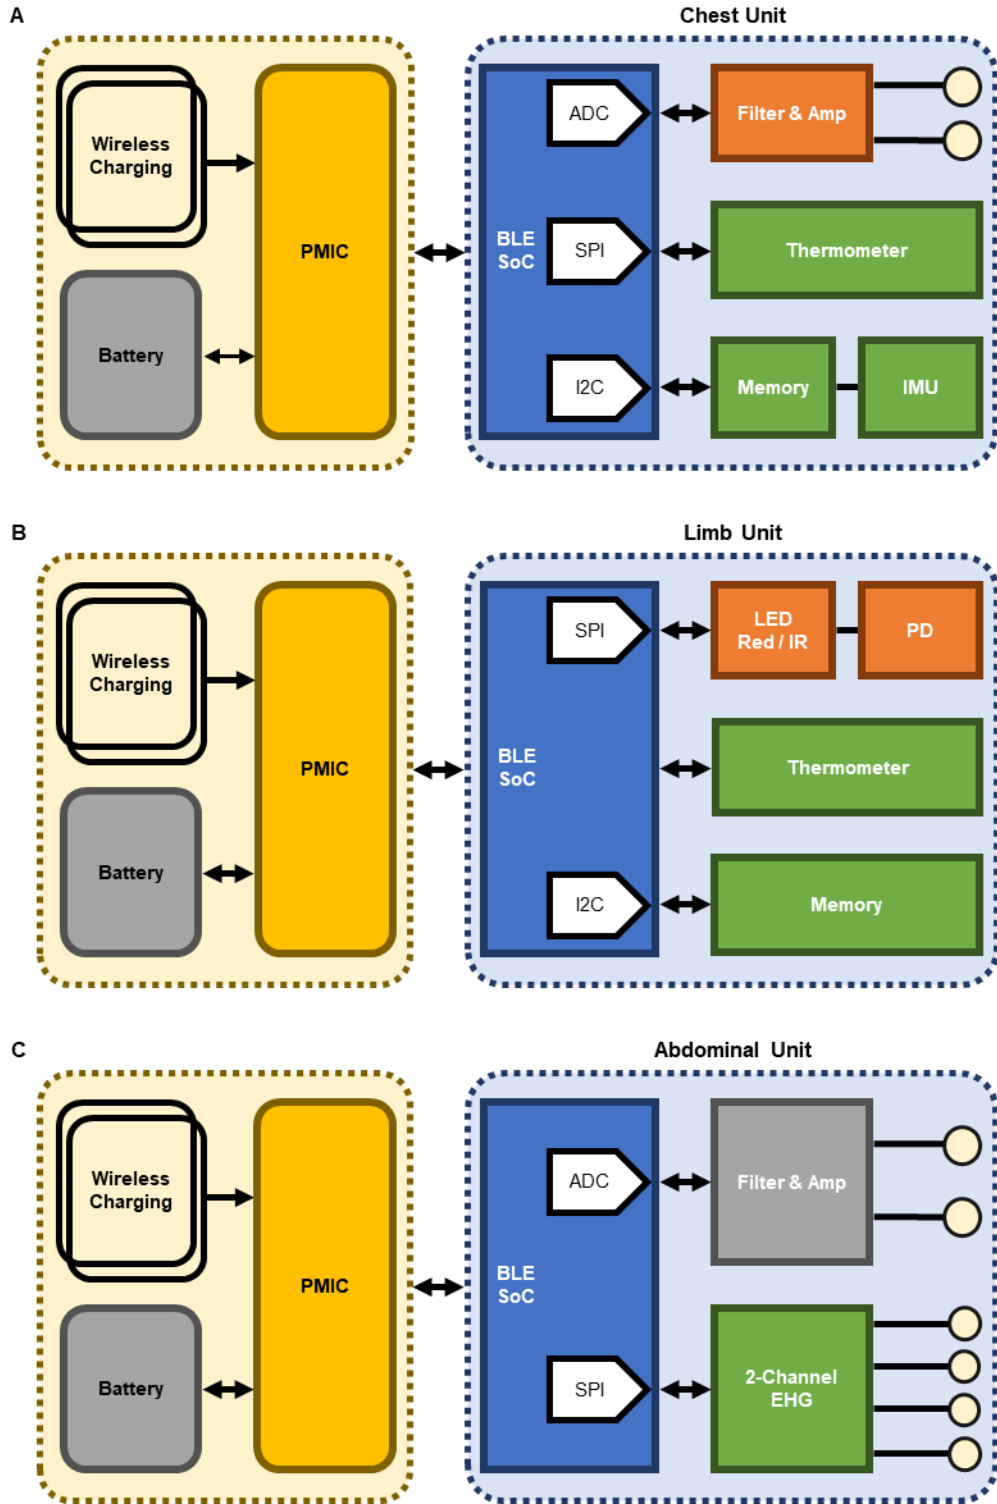 A
Chest Unit
Wireless
Charging
PMIC
Battery
BLE
SoC
ADC
Filter & Amp
SPI
Thermometer
I2C
Memory
IMU
B
Limb Unit
Wireless
Charging
PMIC
Battery
BLE
SoC
SPI
LED
Red / IR
PD
Thermometer
I2C
Memory
C
Abdominal Unit
Wireless
Charging
PMIC
Battery
BLE
SoC
ADC
Filter & Amp
SPI
2-Channel
EHG